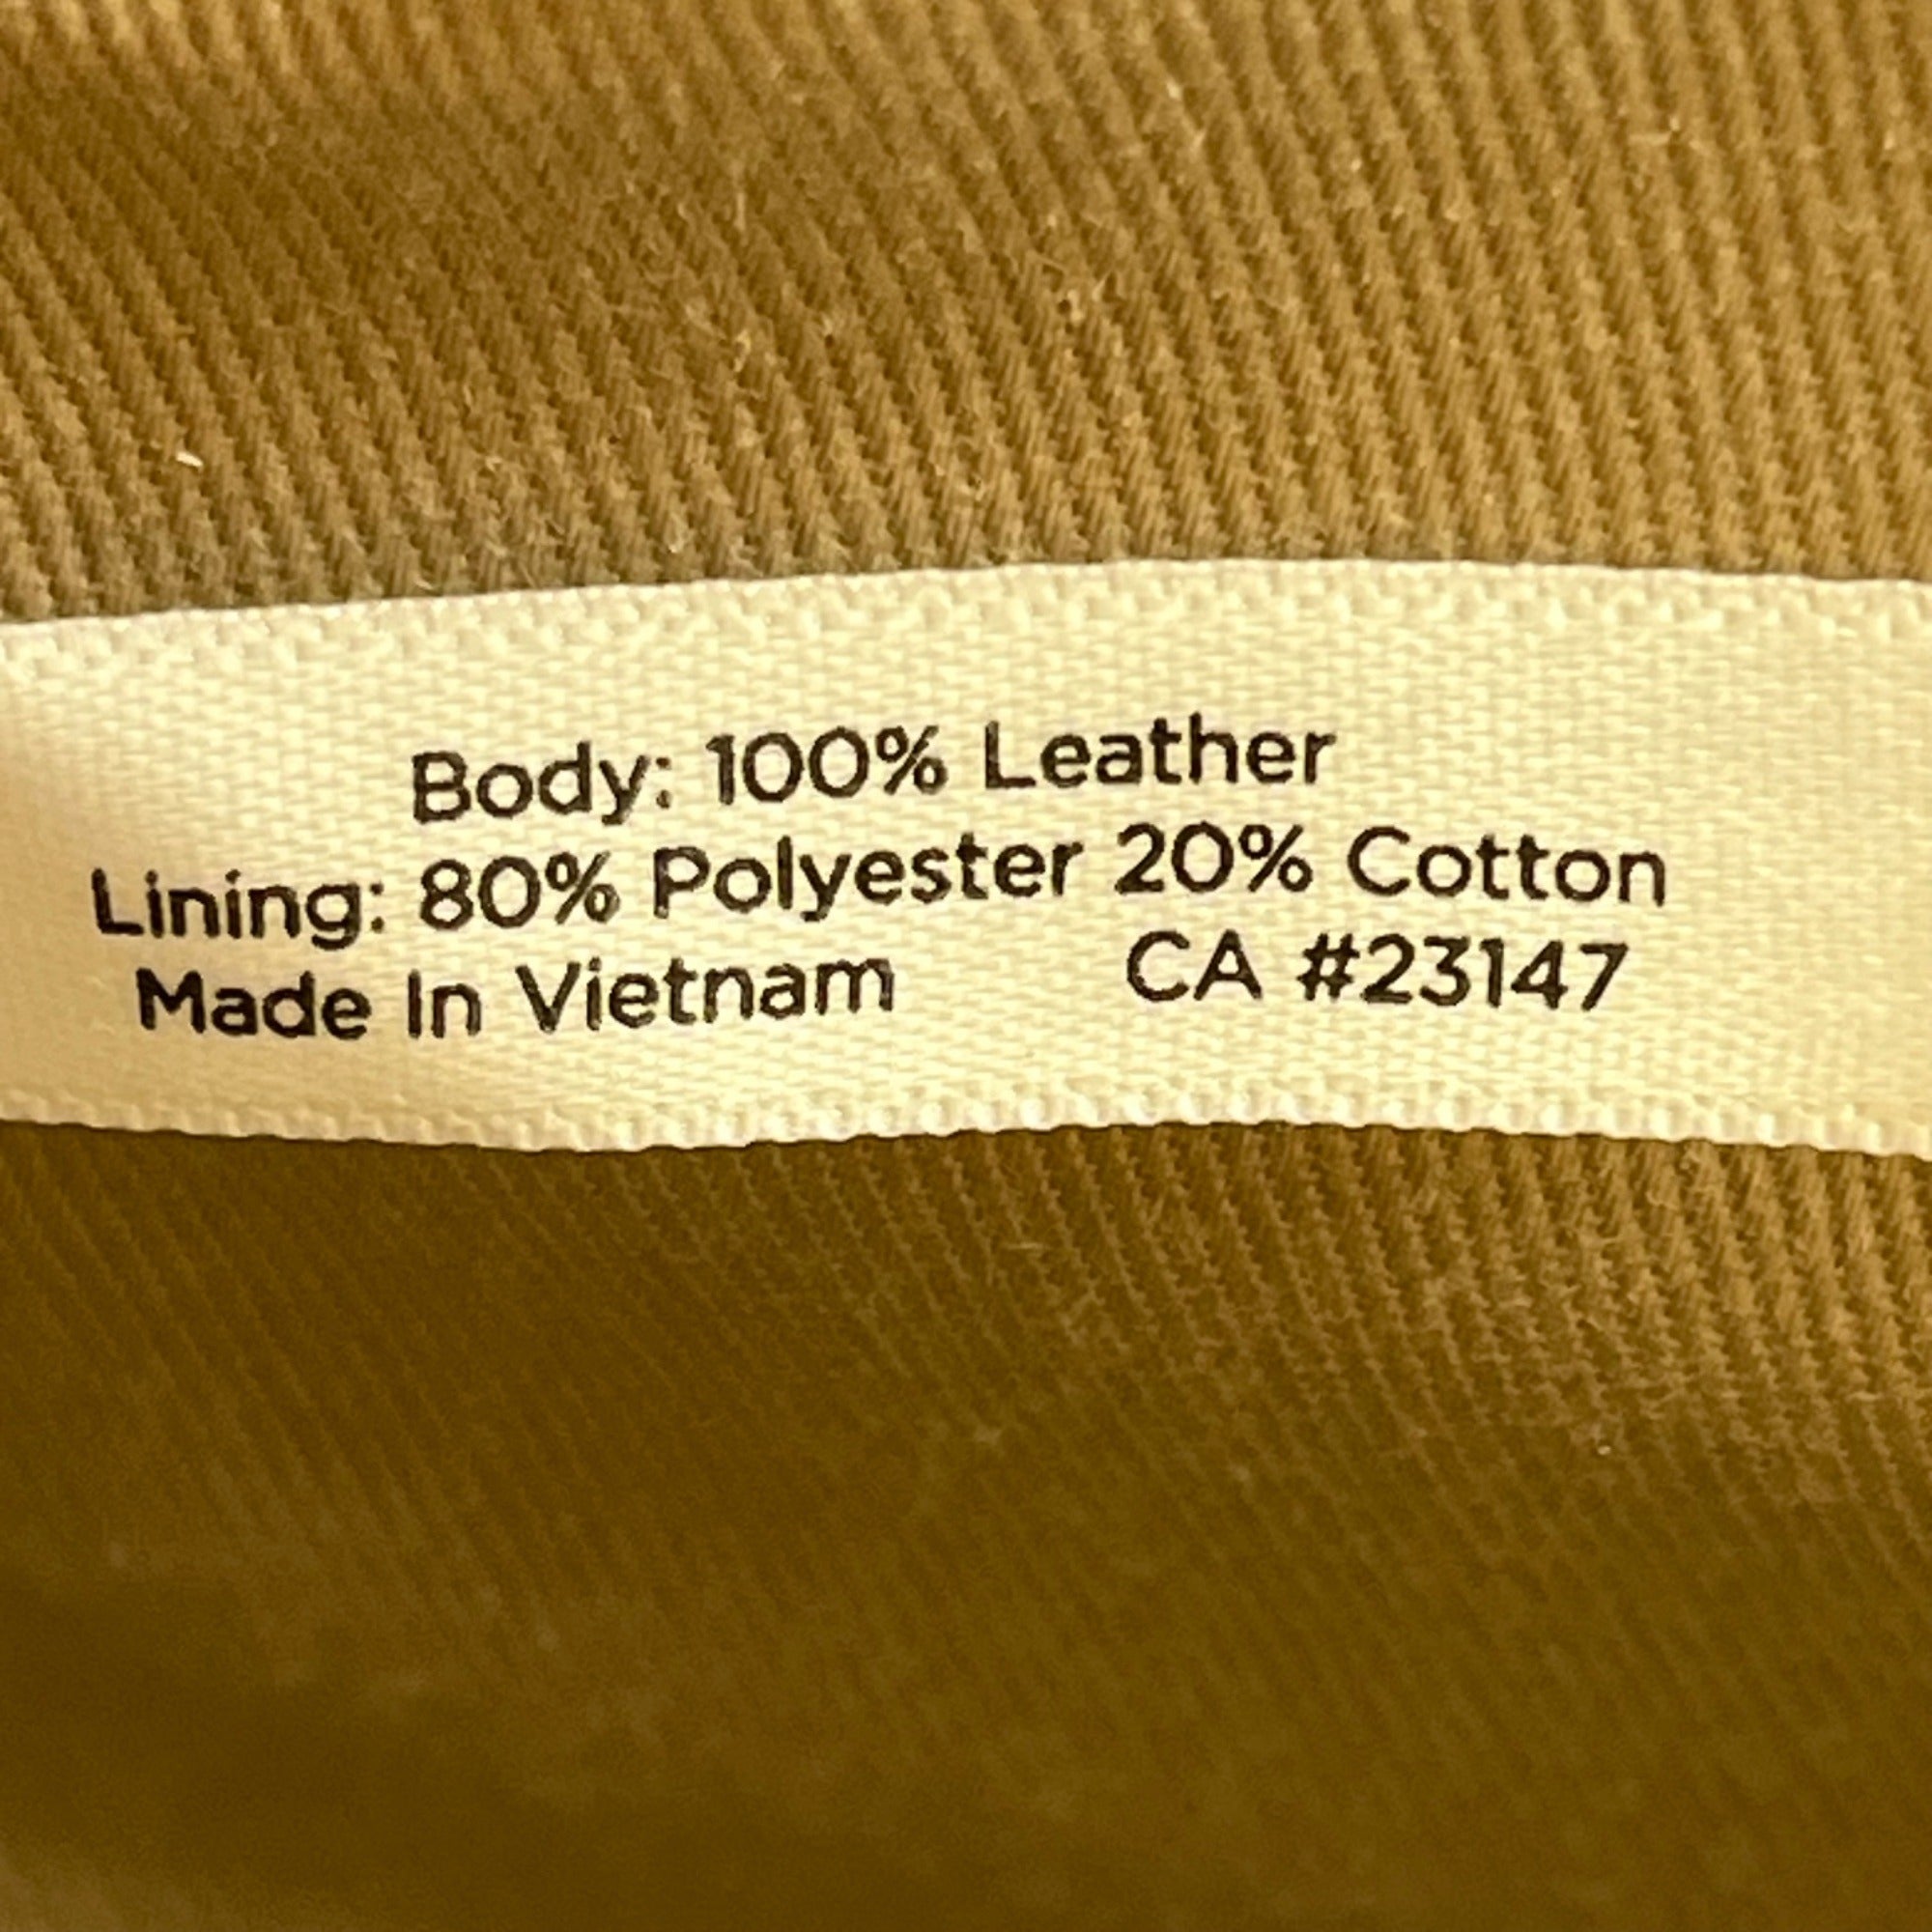 Body: 100% Leather
Lining: 80% Polyester 20% Cotton
Made In Vietnam CA #23147